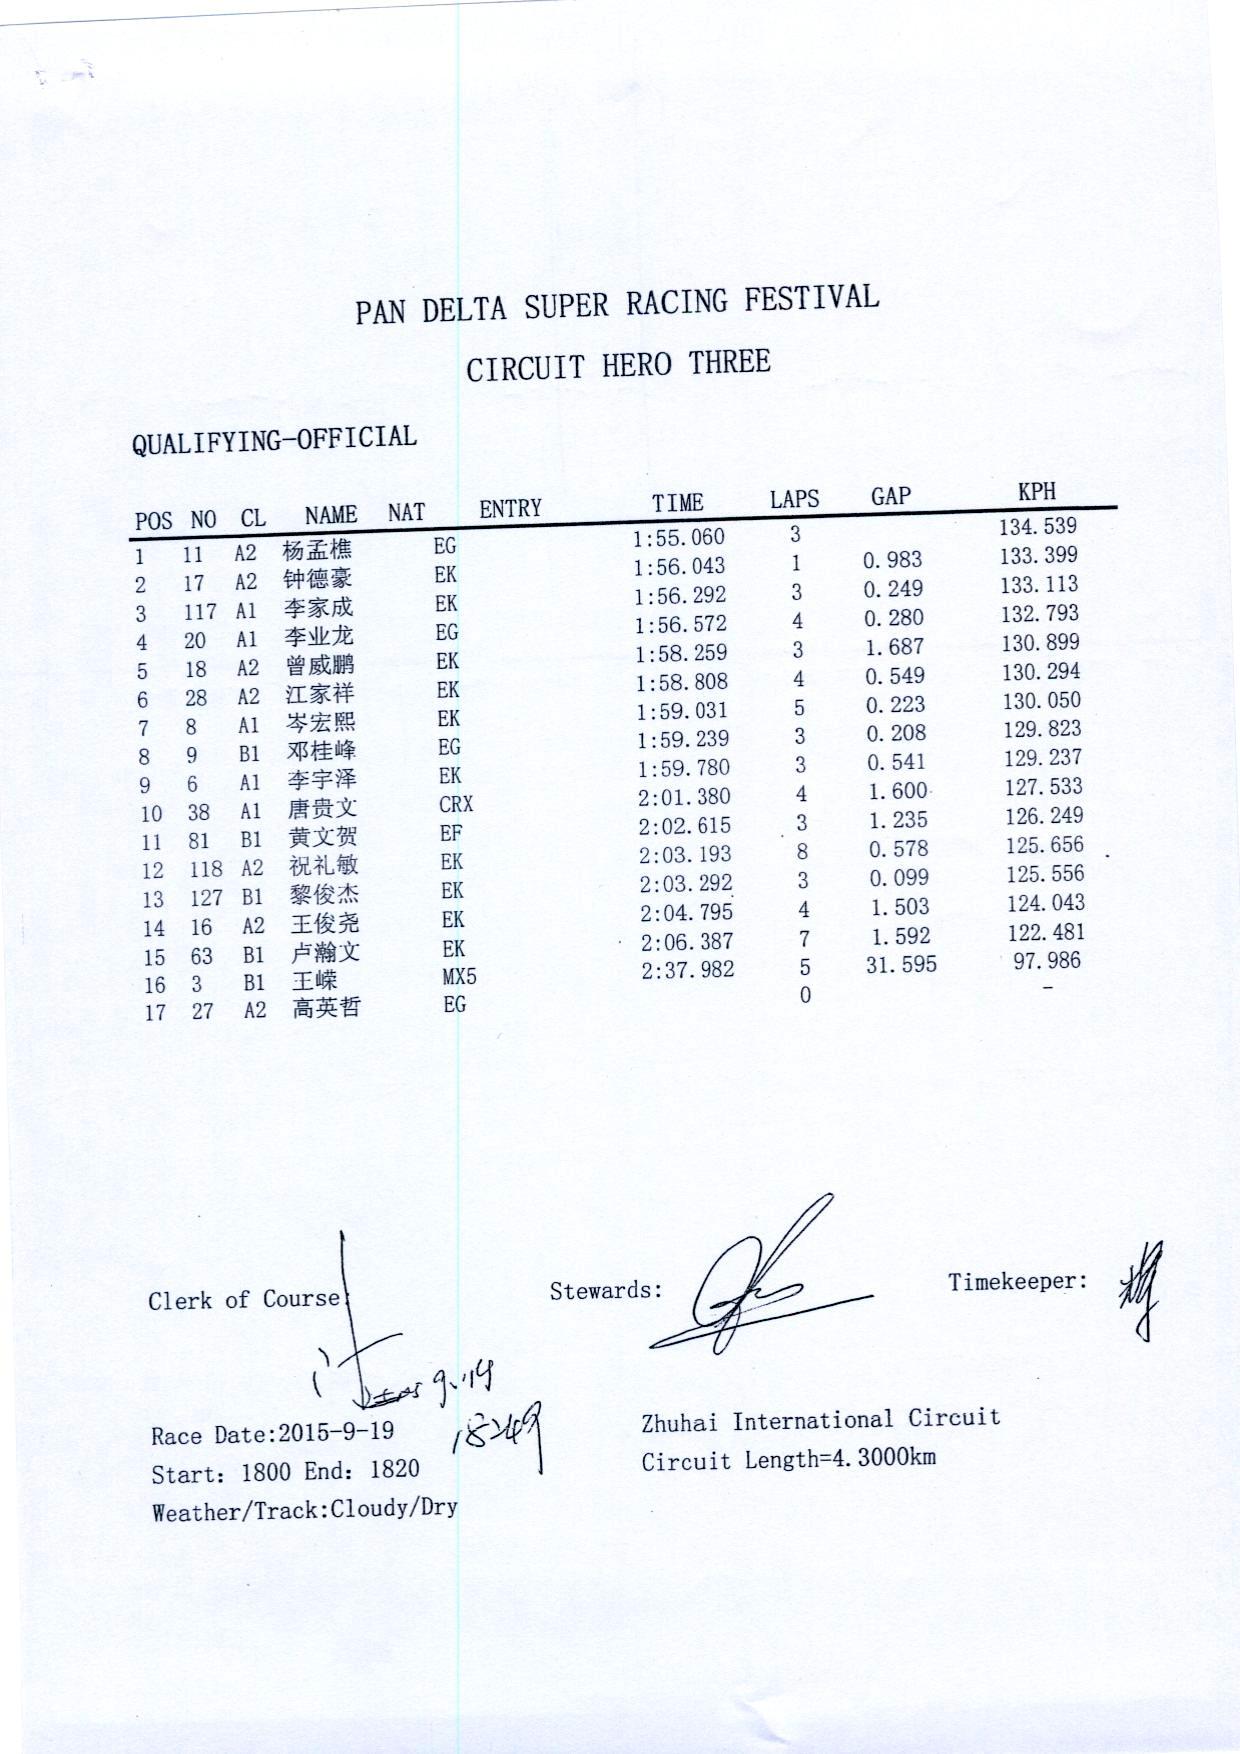 PAN DELTA SUPER RACING FESTIVAL
CIRCUIT HERO THREE
QUALIFYING-OFFICIAL
POS NO CL NAME NAT ENTRY TIME LAPS GAP KPH
1 11 A2 杨孟樵 EG 1:55.060 3 134.539
2 17 A2 钟德豪 EK 1:56.043 1 0.983 133.399
3 117 A1 李家成 EK 1:56.292 3 0.249 133.113
4 20 A1 李业龙 EG 1:56.572 4 0.280 132.793
5 18 A2 曾威鹏 EK 1:58.259 3 1.687 130.899
6 28 A2 江家祥 EK 1:58.808 4 0.549 130.294
7 8 A1 岑宏熙 EK 1:59.031 5 0.223 130.050
8 9 B1 邓桂峰 EG 1:59.239 3 0.208 129.823
9 6 A1 李宇泽 EK 1:59.780 3 0.541 129.237
10 38 A1 唐贵文 CRX 2:01.380 4 1.600 127.533
11 81 B1 黄文贺 EF 2:02.615 3 1.235 126.249
12 118 A2 祝礼敏 EK 2:03.193 8 0.578 125.656
13 127 B1 黎俊杰 EK 2:03.292 3 0.099 125.556
14 16 A2 王俊尧 EK 2:04.795 4 1.503 124.043
15 63 B1 卢瀚文 EK 2:06.387 7 1.592 122.481
16 3 B1 王嵘 MX5 2:37.982 5 31.595 97.986
17 27 A2 高英哲 EG 0 -
Clerk of Course: Stewards: Timekeeper:
9.19
Race Date:2015-9-19 Zhuhai International Circuit
Start: 1800 End: 1820 Circuit Length=4.3000km
Weather/Track:Cloudy/Dry